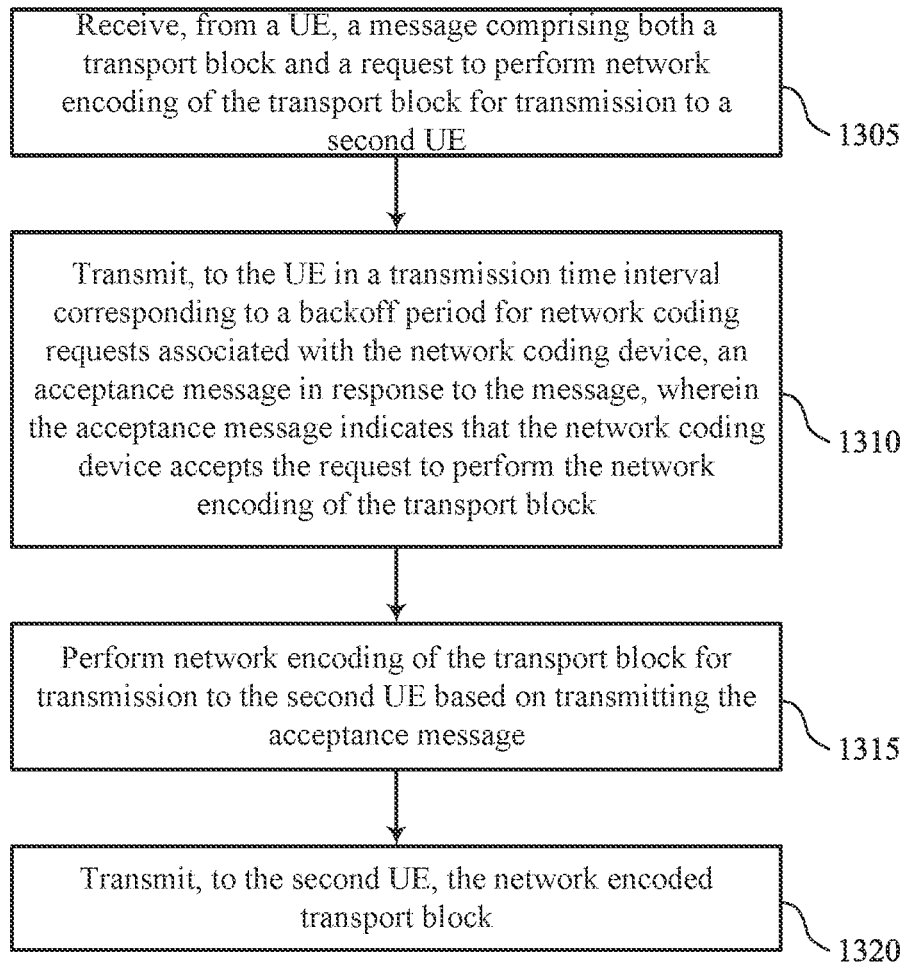 Receive, from a UE, a message comprising both a
transport block and a request to perform network
encoding of the transport block for transmission to a
second UE
1305
Transmit, to the UE in a transmission time interval
corresponding to a backoff period for network coding
requests associated with the network coding device, an
acceptance message in response to the message, wherein
the acceptance message indicates that the network coding
device accepts the request to perform the network
encoding of the transport block
1310
Perform network encoding of the transport block for
transmission to the second UE based on transmitting the
acceptance message
1315
Transmit, to the second UE, the network encoded
transport block
1320